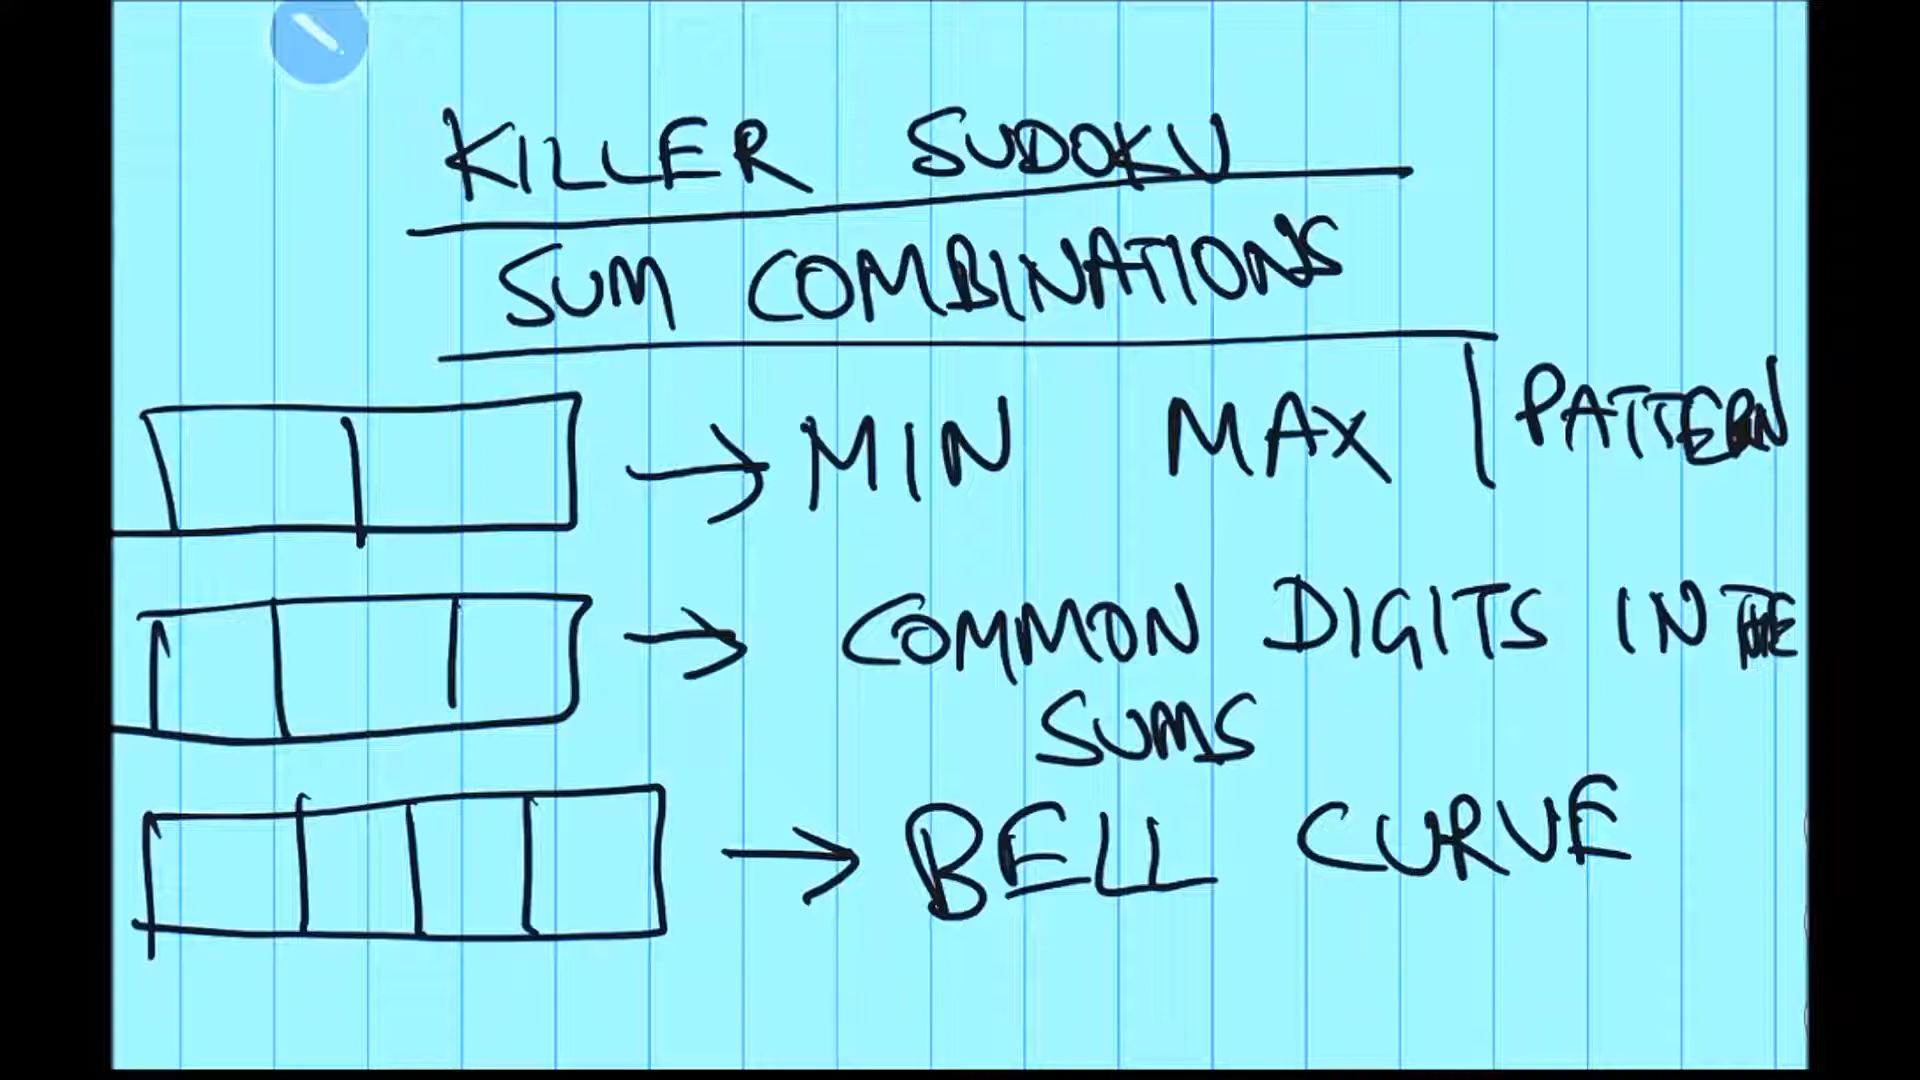 KILLER SUDOKU
SUM COMBINATIONS
MIN MAX | PATTERN
COMMON DIGITS IN THE
SUMS
BELL CURVE